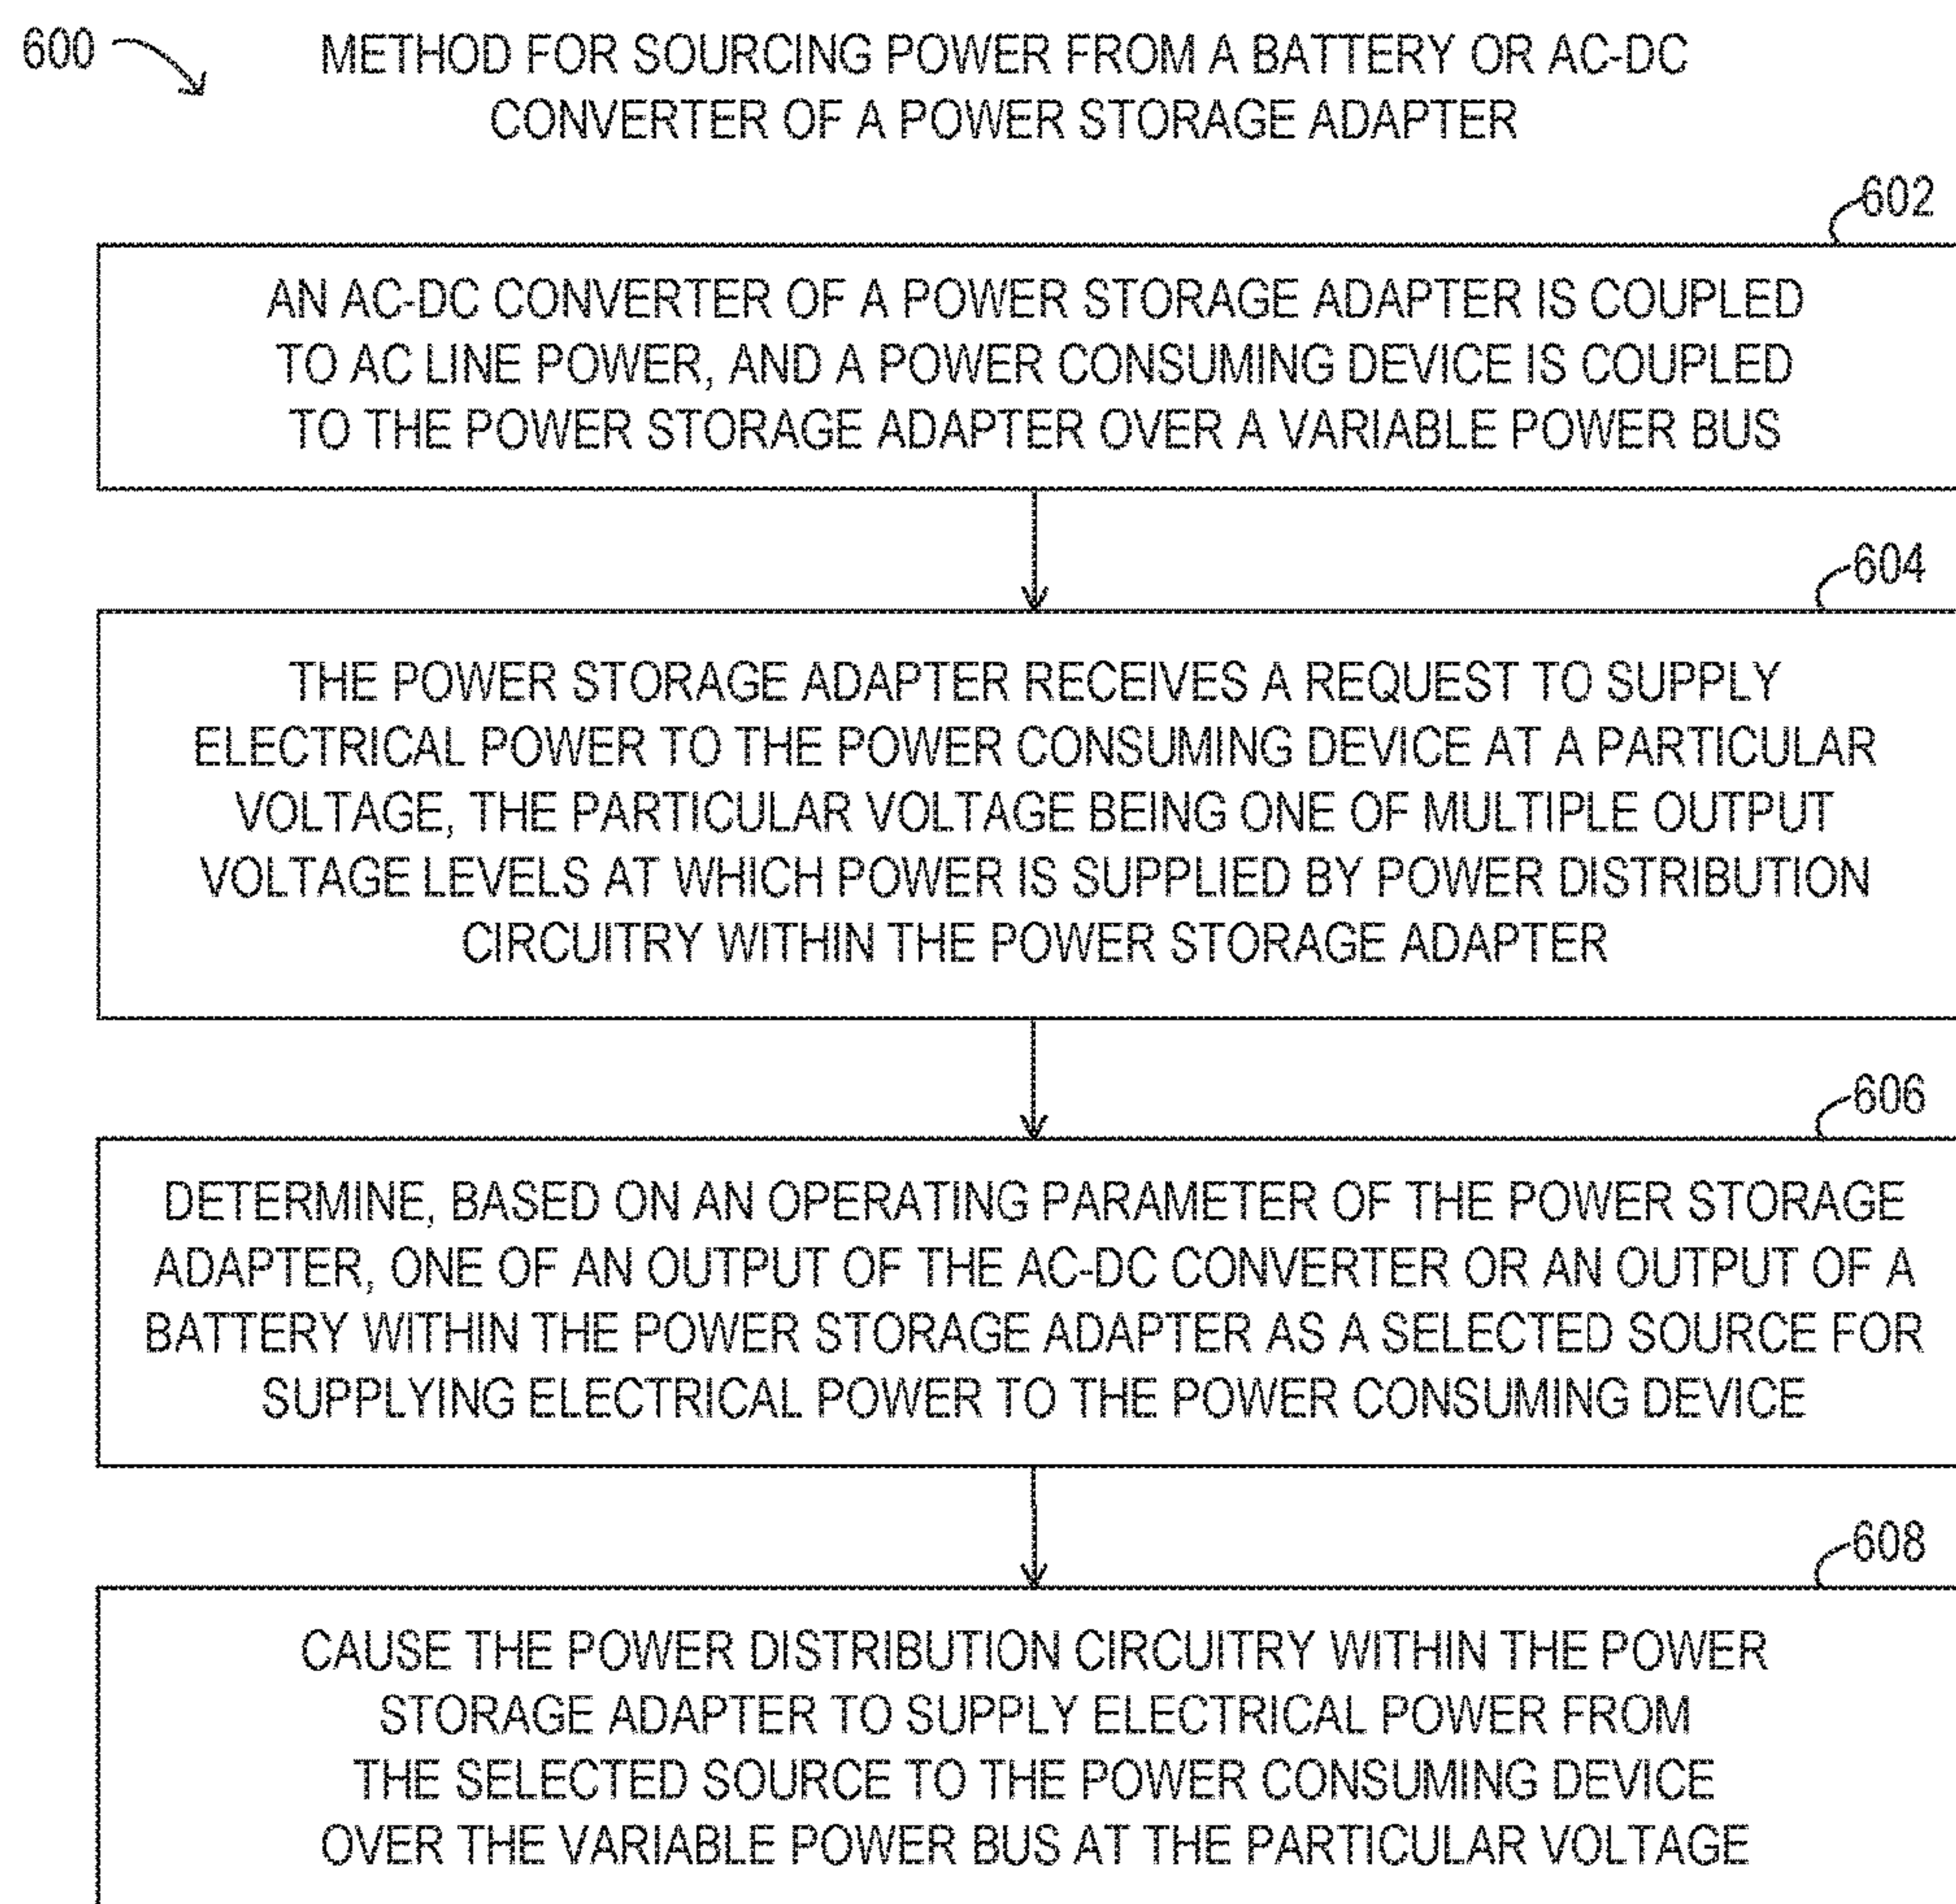 600
METHOD FOR SOURCING POWER FROM A BATTERY OR AC-DC
CONVERTER OF A POWER STORAGE ADAPTER
602
AN AC-DC CONVERTER OF A POWER STORAGE ADAPTER IS COUPLED
TO AC LINE POWER, AND A POWER CONSUMING DEVICE IS COUPLED
TO THE POWER STORAGE ADAPTER OVER A VARIABLE POWER BUS
604
THE POWER STORAGE ADAPTER RECEIVES A REQUEST TO SUPPLY
ELECTRICAL POWER TO THE POWER CONSUMING DEVICE AT A PARTICULAR
VOLTAGE, THE PARTICULAR VOLTAGE BEING ONE OF MULTIPLE OUTPUT
VOLTAGE LEVELS AT WHICH POWER IS SUPPLIED BY POWER DISTRIBUTION
CIRCUITRY WITHIN THE POWER STORAGE ADAPTER
606
DETERMINE, BASED ON AN OPERATING PARAMETER OF THE POWER STORAGE
ADAPTER, ONE OF AN OUTPUT OF THE AC-DC CONVERTER OR AN OUTPUT OF A
BATTERY WITHIN THE POWER STORAGE ADAPTER AS A SELECTED SOURCE FOR
SUPPLYING ELECTRICAL POWER TO THE POWER CONSUMING DEVICE
608
CAUSE THE POWER DISTRIBUTION CIRCUITRY WITHIN THE POWER
STORAGE ADAPTER TO SUPPLY ELECTRICAL POWER FROM
THE SELECTED SOURCE TO THE POWER CONSUMING DEVICE
OVER THE VARIABLE POWER BUS AT THE PARTICULAR VOLTAGE